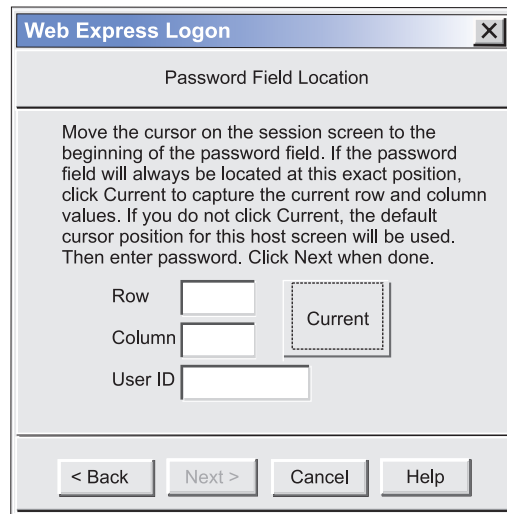 Web Express Logon
Password Field Location
Move the cursor on the session screen to the
beginning of the password field. If the password
field will always be located at this exact position,
click Current to capture the current row and column
values. If you do not click Current, the default
cursor position for this host screen will be used.
Then enter password. Click Next when done.
Row
Current
Column
User ID
< Back Next > Cancel Help